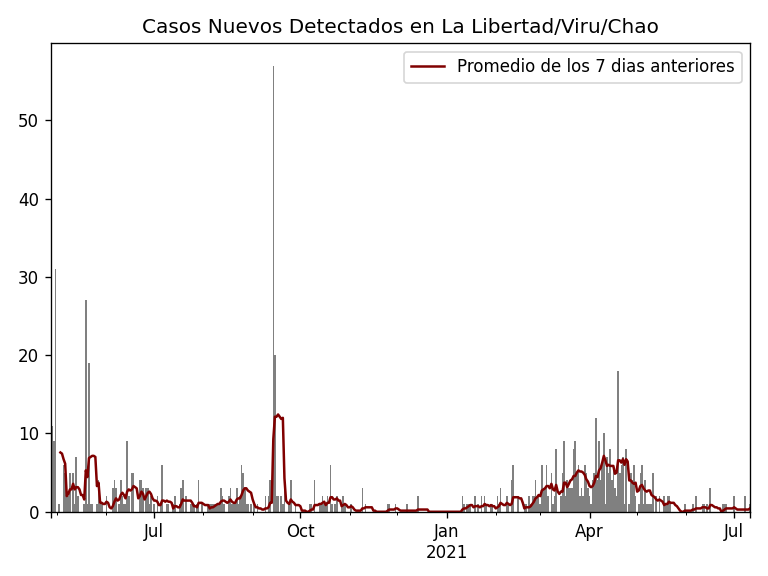 Casos Nuevos Detectados en La Libertad/Viru/Chao
Promedio de los 7 dias anteriores
50
40
30
20
10
0
Jul
Oct
Jan
2021
Apr
Jul